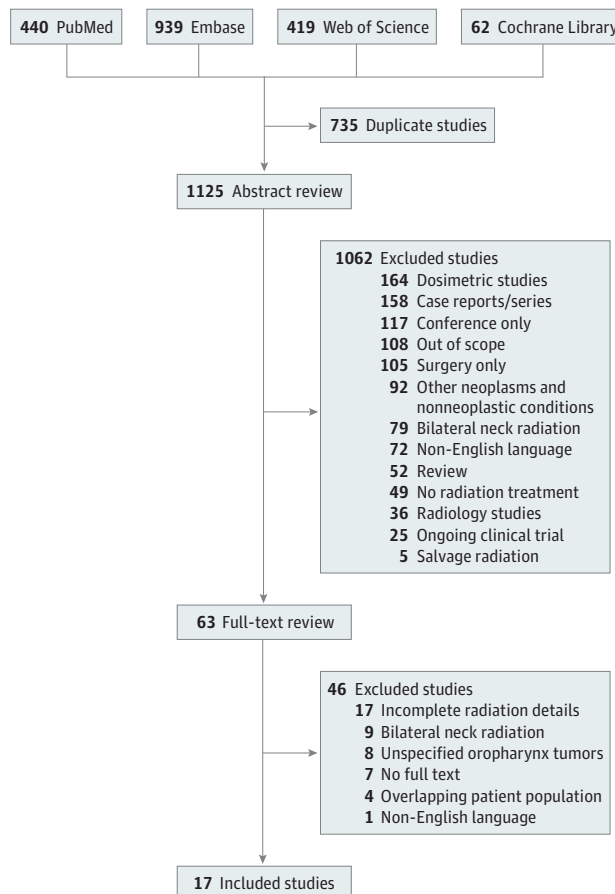 440 PubMed
939 Embase
419 Web of Science
62 Cochrane Library
735 Duplicate studies
1125 Abstract review
1062 Excluded studies
164 Dosimetric studies
158 Case reports/series
117 Conference only
108 Out of scope
105 Surgery only
92 Other neoplasms and
nonneoplastic conditions
79 Bilateral neck radiation
72 Non-English language
52 Review
49 No radiation treatment
36 Radiology studies
25 Ongoing clinical trial
5 Salvage radiation
63 Full-text review
46 Excluded studies
17 Incomplete radiation details
9 Bilateral neck radiation
8 Unspecified oropharynx tumors
7 No full text
4 Overlapping patient population
1 Non-English language
17 Included studies